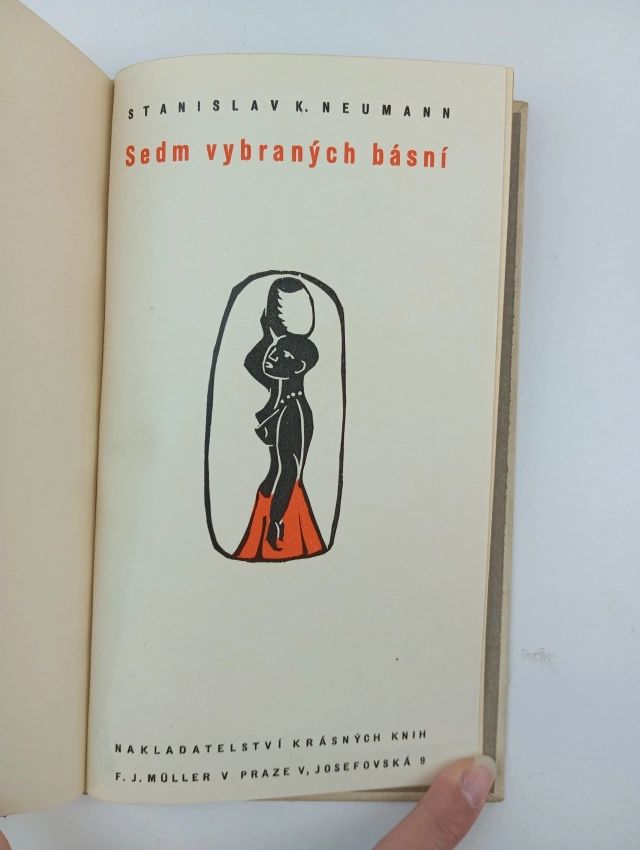 STANISLAV K. NEUMANN
Sedm vybraných básní
NAKLADATELSTVÍ KRÁSNÝCH KNIH
F. J. MÜLLER V PRAZE V, JOSEFOVSKÁ 9